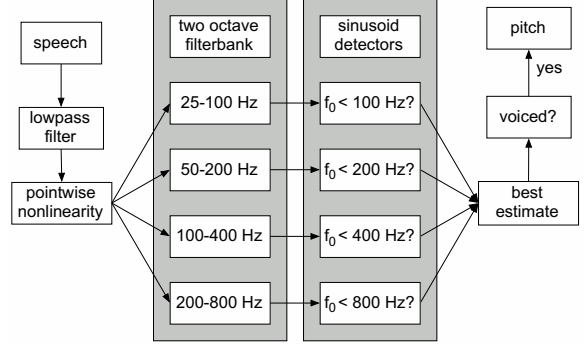 speech
lowpass
filter
pointwise
nonlinearity
two octave
filterbank
25-100 Hz
50-200 Hz
100-400 Hz
200-800 Hz
sinusoid
detectors
f0 < 100 Hz?
f0 < 200 Hz?
f0 < 400 Hz?
f0 < 800 Hz?
pitch
yes
voiced?
best
estimate